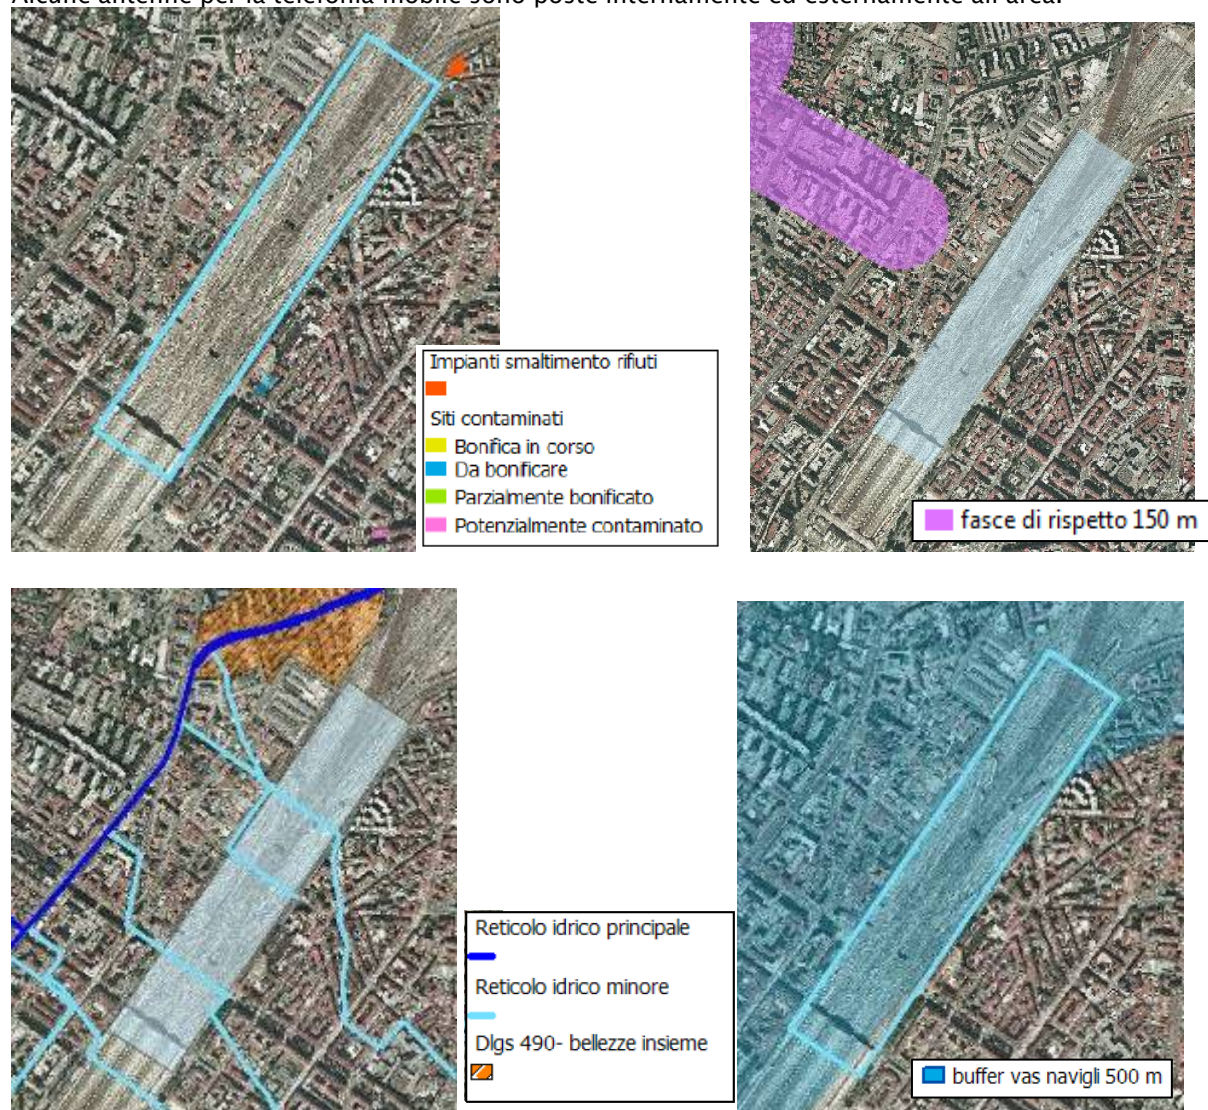 Alcune antenne per la telefonia mobile sono poste internamente ed esternamente all'area.
Impianti smaltimento rifiuti
Siti contaminati
Bonifica in corso
Da bonificare
Parzialmente bonificato
Potenzialmente contaminato
fasce di rispetto 150 m
Reticolo idrico principale
Reticolo idrico minore
Dlgs 490- bellezze insieme
buffer vas navigli 500 m